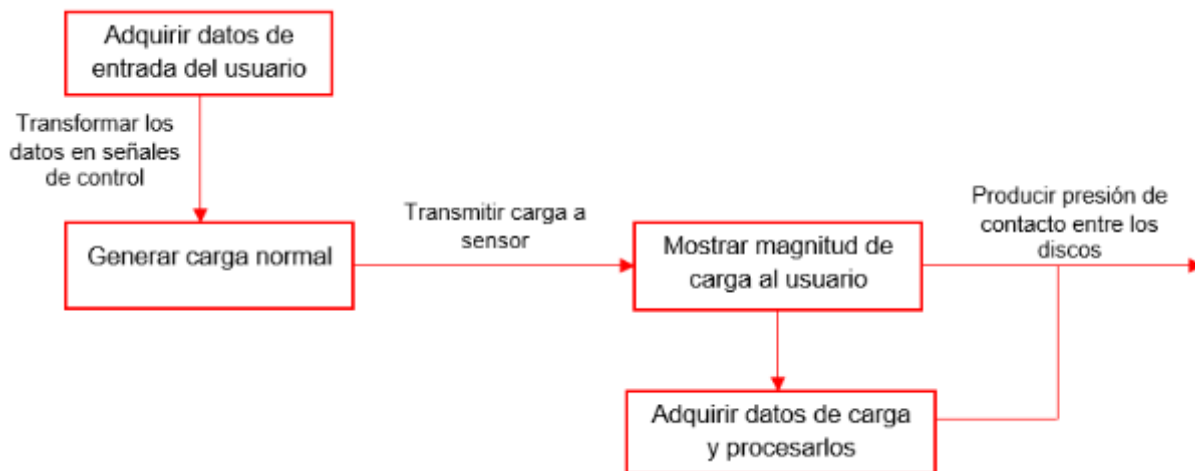 Adquirir datos de
entrada del usuario
Transformar los
datos en señales
de control
Generar carga normal
Transmitir carga a
sensor
Mostrar magnitud de
carga al usuario
Producir presión de
contacto entre los
discos
Adquirir datos de carga
y procesarlos